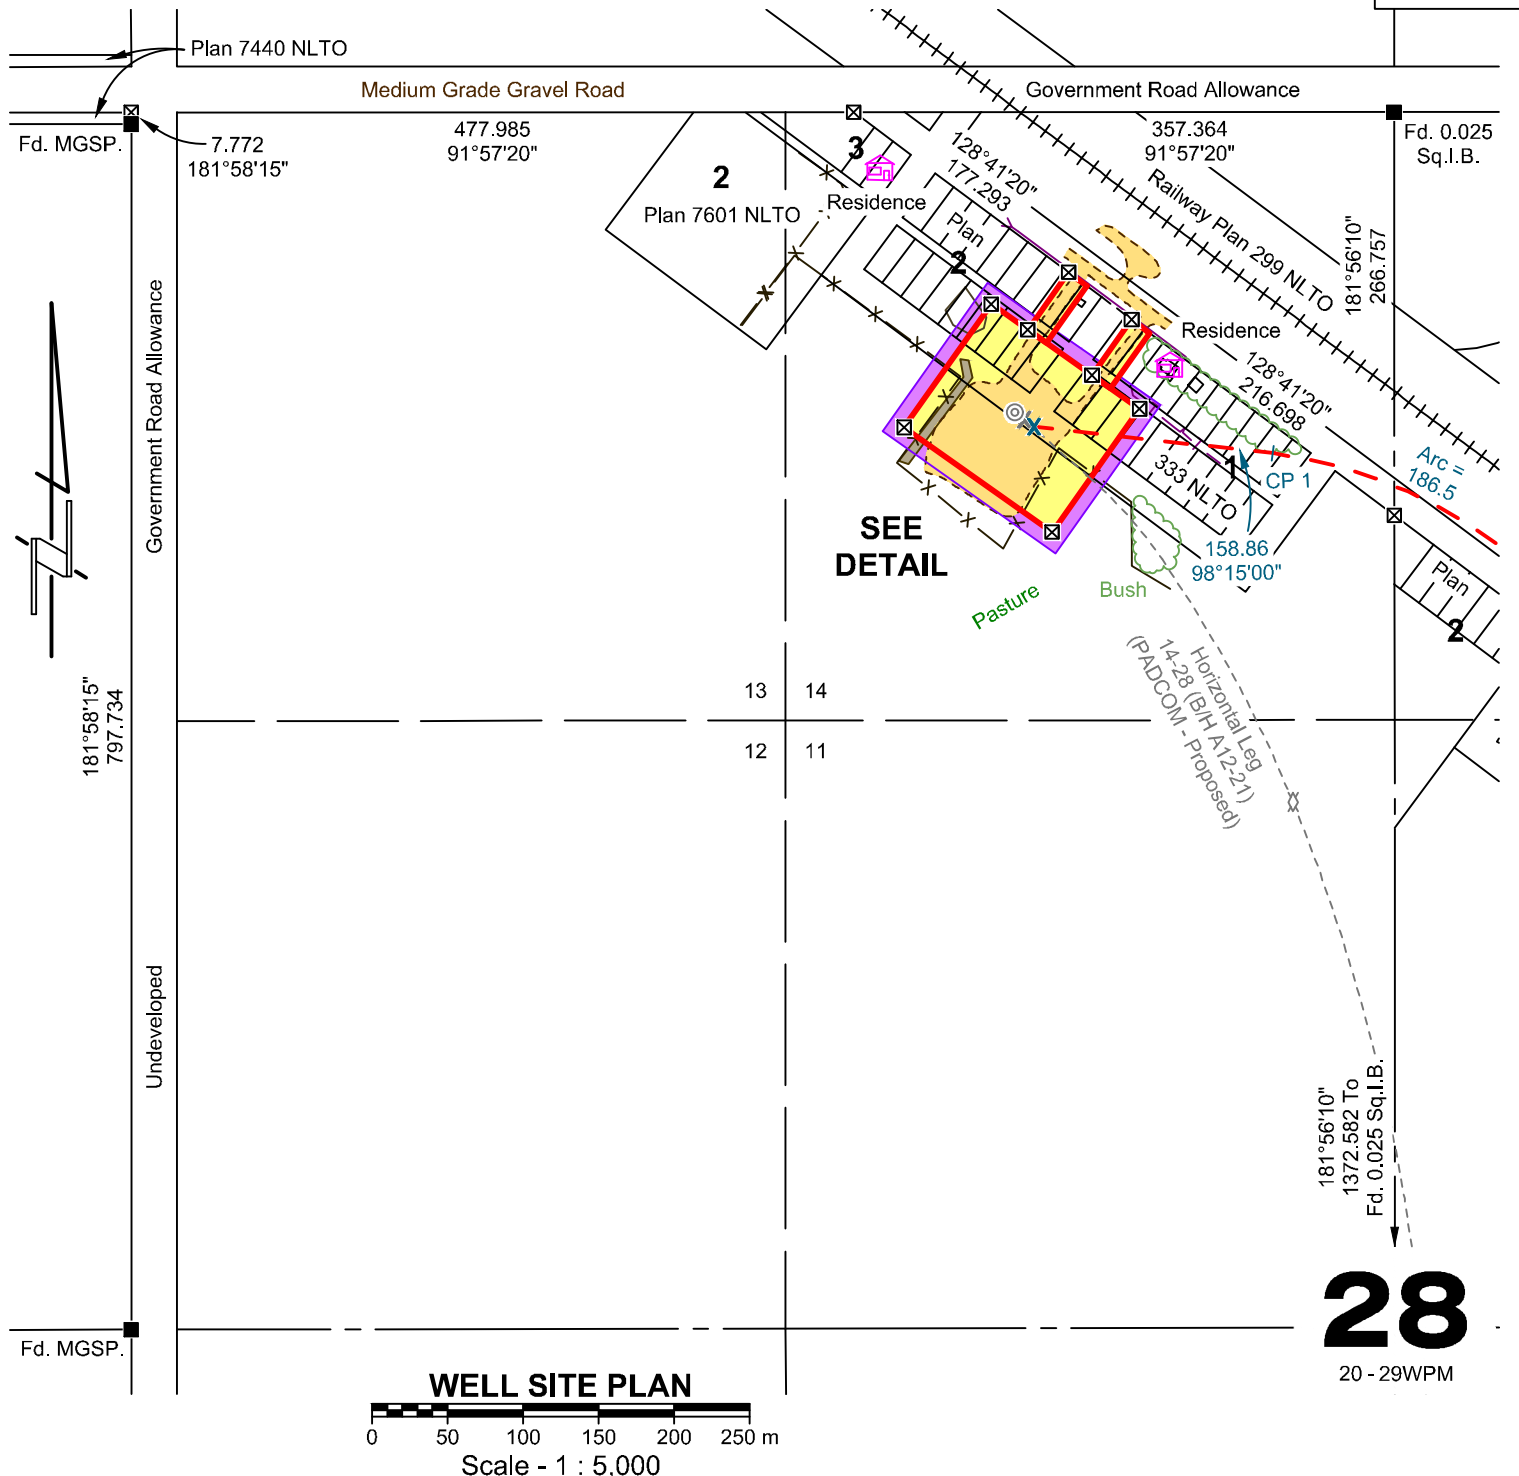 Plan 7440 NLTO
Medium Grade Gravel Road
Government Road Allowance
Fd. MGSP.
7.772
181°58'15"
477.985
91°57'20"
357.364
91°57'20"
Fd. 0.025
Sq.I.B.
3
2
Plan 7601 NLTO
Residence
128°41'20"
177.293
Plan
2
Railway Plan 299 NLTO
181°56'10"
266.757
Government Road Allowance
Residence
128°41'20"
216.698
Arc =
186.5
333 NLTO
1
CP 1
158.86
98°15'00"
SEE
DETAIL
Pasture
Bush
Plan
2
Horizontal Leg
14-28 (B/H A12-21)
(PADCOM - Proposed)
181°58'15"
797.734
13
14
12
11
Undeveloped
181°56'10"
1372.582 To
Fd. 0.025 Sq.I.B.
28
20 - 29WPM
Fd. MGSP.
WELL SITE PLAN
0 50 100 150 200 250 m
Scale - 1 : 5,000